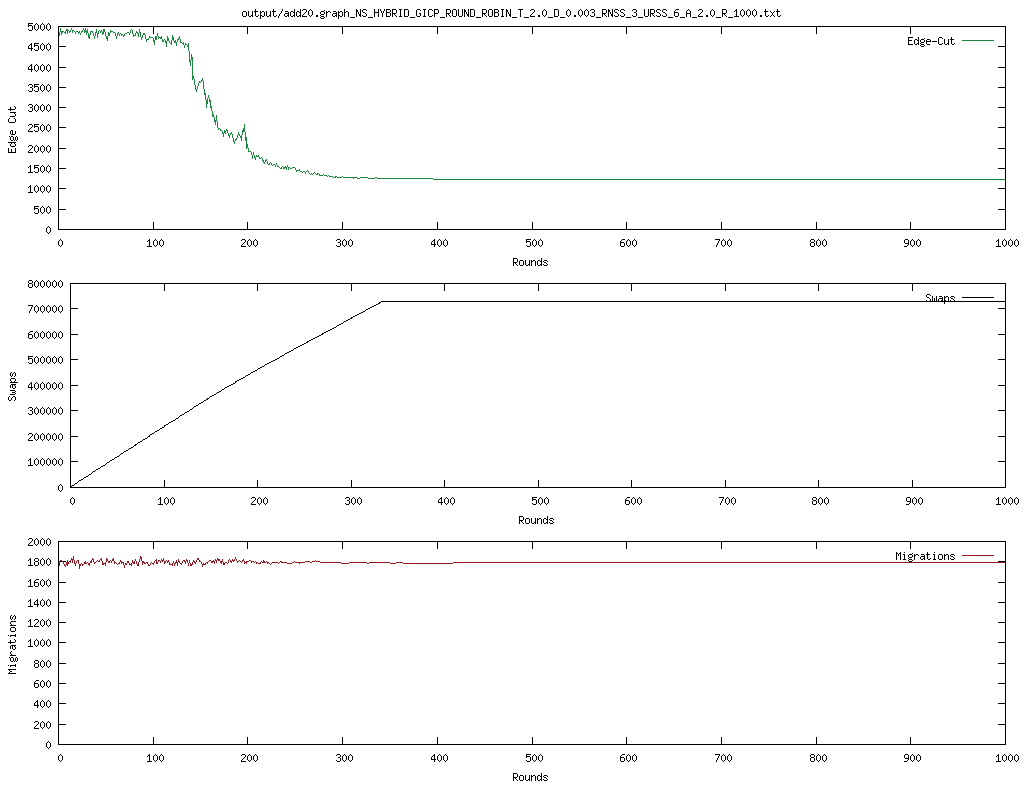 output/add20.graph_NS_HYBRID_GICP_ROUND_ROBIN_T_2.0_D_0.003_RNSS_3_URSS_6_A_2.0_R_1000.txt
5000
4500
4000
3500
3000
2500
2000
1500
1000
500
0
Edge Cut
Edge-Cut
0 100 200 300 400 500 600 700 800 900 1000
Rounds
800000
700000
600000
500000
400000
300000
200000
100000
0
Swaps
Swaps
0 100 200 300 400 500 600 700 800 900 1000
Rounds
2000
1800
1600
1400
1200
1000
800
600
400
200
0
Migrations
Migrations
0 100 200 300 400 500 600 700 800 900 1000
Rounds